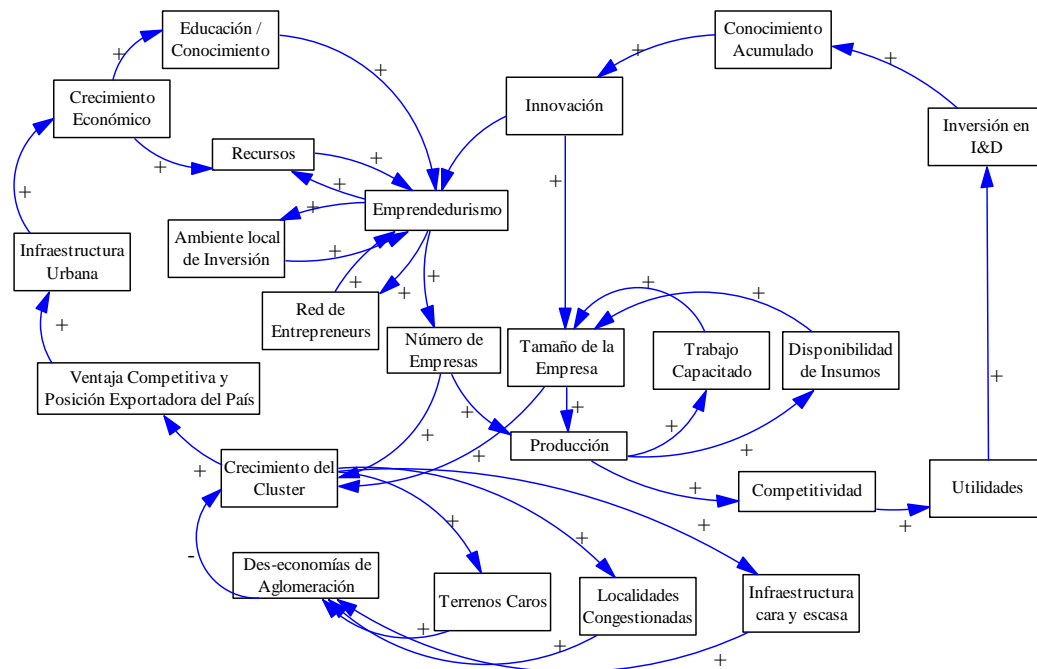 Educación /
Conocimiento
Conocimiento
Acumulado
+
+
+
+
Crecimiento
Económico
Innovación
Inversión en
I&D
+
Recursos
+
+
+
+
+
Emprendedurismo
+
Ambiente local
de Inversión
+
Infraestructura
Urbana
+
+
+
+
+
Red de
Entrepreneurs
+
Número de
Empresas
Tamaño de la
Empresa
Trabajo
Capacitado
Disponibilidad
de Insumos
+
Ventaja Competitiva y
Posición Exportadora del País
+
+
+
+
+
+
Producción
+
+
Crecimiento del
Cluster
+
Competitividad
Utilidades
+
+
+
+
-
Des-economías de
Aglomeración
Terrenos Caros
Localidades
Congestionadas
Infraestructura
cara y escasa
+
+
+